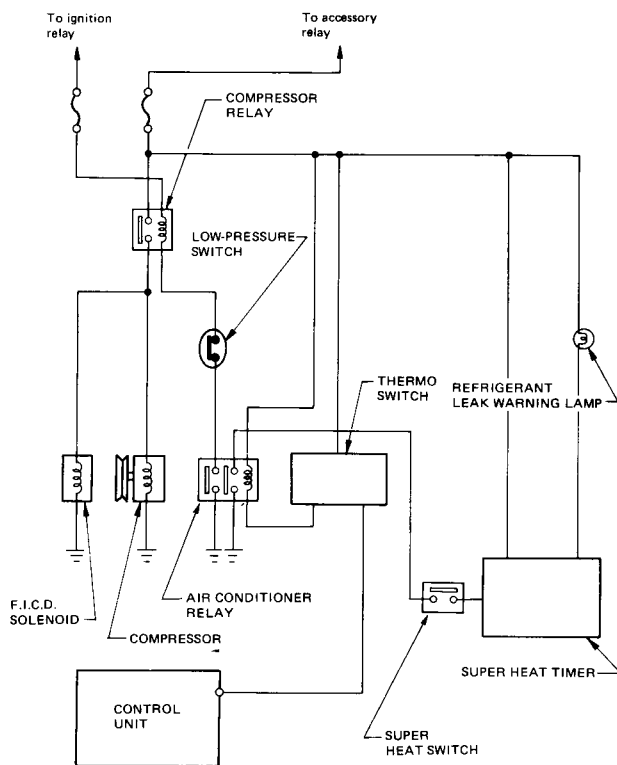 To ignition
relay
To accessory
relay
COMPRESSOR
RELAY
LOW-PRESSURE
SWITCH
THERMO
SWITCH
REFRIGERANT
LEAK WARNING LAMP
F.I.C.D.
SOLENOID
AIR CONDITIONER
RELAY
COMPRESSOR
SUPER HEAT TIMER
CONTROL
UNIT
SUPER
HEAT SWITCH